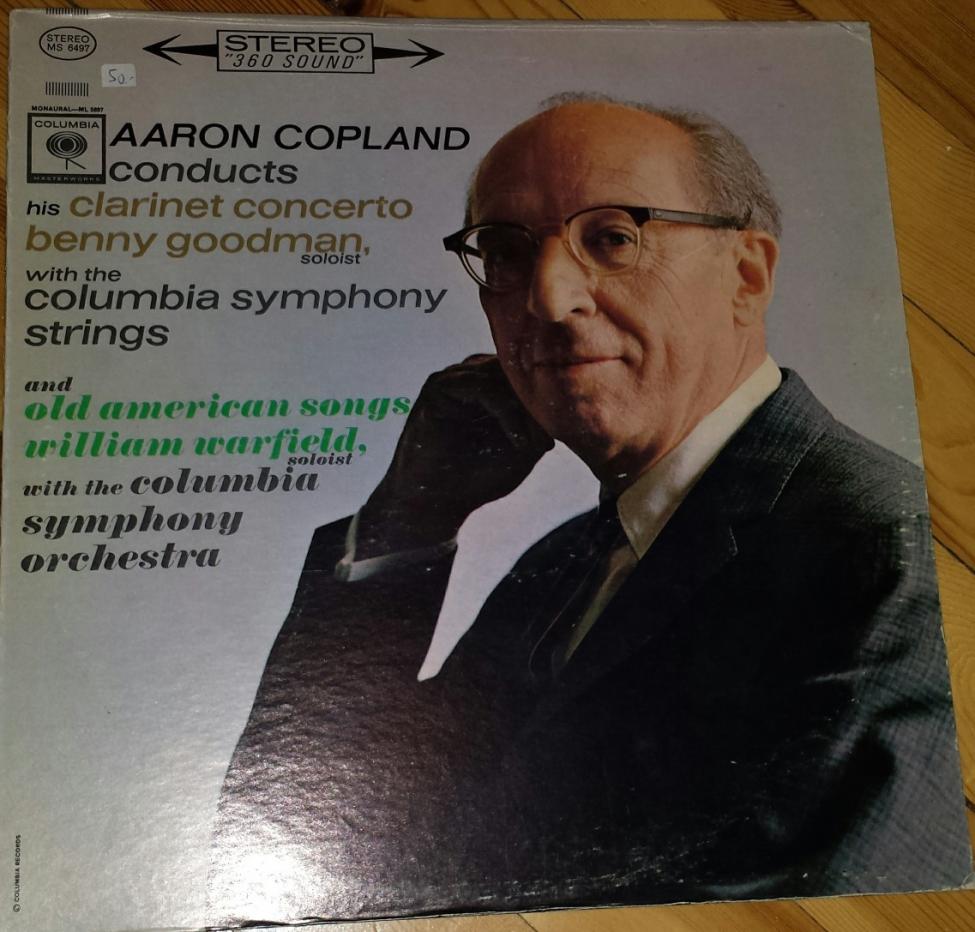 STEREO
MS 6497
STEREO
"360 SOUND"
50.-
MONAURAL—ML 5897
COLUMBIA
MASTERWORKS
AARON COPLAND
conducts
his clarinet concerto
benny goodman,
soloist
with the
columbia symphony
strings
and
old american songs
william warfield,
soloist
with the columbia
symphony
orchestra
© COLUMBIA RECORDS